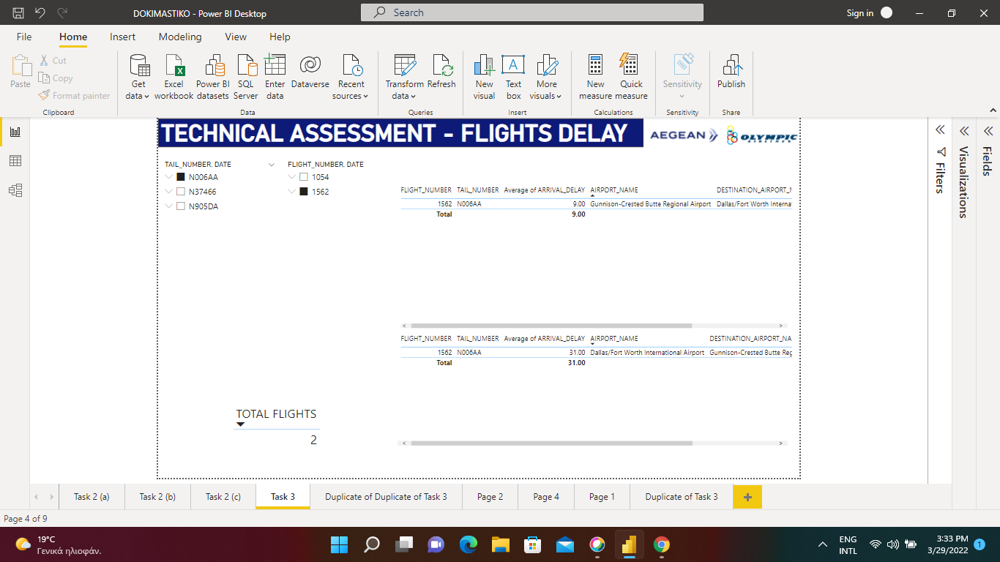 DOKIMASTIKO - Power BI Desktop
Search
Sign in
File Home Insert Modeling View Help
Paste
Cut
Copy
Format painter
Clipboard
Get data
Excel workbook
Power BI datasets
SQL Server
Enter data
Dataverse
Recent sources
Data
Transform data
Refresh
Queries
New visual
Text box
More visuals
Insert
New measure
Quick measure
Calculations
Sensitivity
Sensitivity
Publish
Share
TECHNICAL ASSESSMENT - FLIGHTS DELAY
AEGEAN
OLYMPIC
TAIL_NUMBER, DATE
N006AA
N37466
N905DA
FLIGHT_NUMBER, DATE
1054
1562
FLIGHT_NUMBER TAIL_NUMBER Average of ARRIVAL_DELAY AIRPORT_NAME DESTINATION_AIRPORT_N
1562 N006AA 9.00 Gunnison-Crested Butte Regional Airport Dallas/Fort Worth Interna
Total 9.00
FLIGHT_NUMBER TAIL_NUMBER Average of ARRIVAL_DELAY AIRPORT_NAME DESTINATION_AIRPORT_NA
1562 N006AA 31.00 Dallas/Fort Worth International Airport Gunnison-Crested Butte Reg
Total 31.00
TOTAL FLIGHTS
2
Filters
Visualizations
Fields
Task 2 (a) Task 2 (b) Task 2 (c) Task 3 Duplicate of Duplicate of Task 3 Page 2 Page 4 Page 1 Duplicate of Task 3
Page 4 of 9
19°C
Γενικά ηλιοφάν.
ENG
INTL
3:33 PM
3/29/2022
1